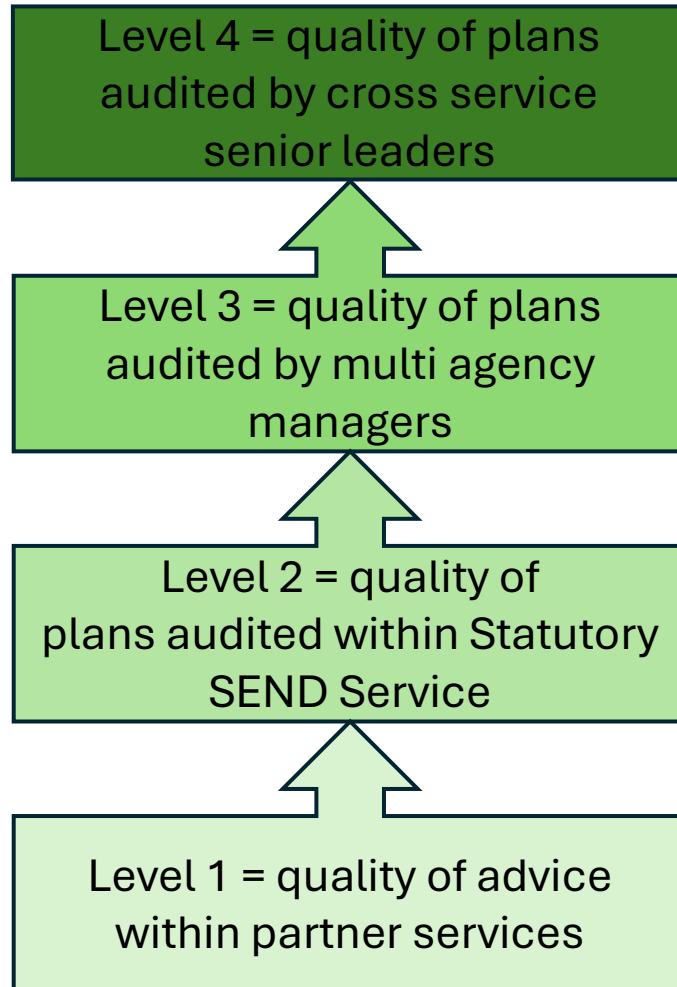 Level 4 = quality of plans
audited by cross service
senior leaders
Level 3 = quality of plans
audited by multi agency
managers
Level 2 = quality of
plans audited within Statutory
SEND Service
Level 1 = quality of advice
within partner services